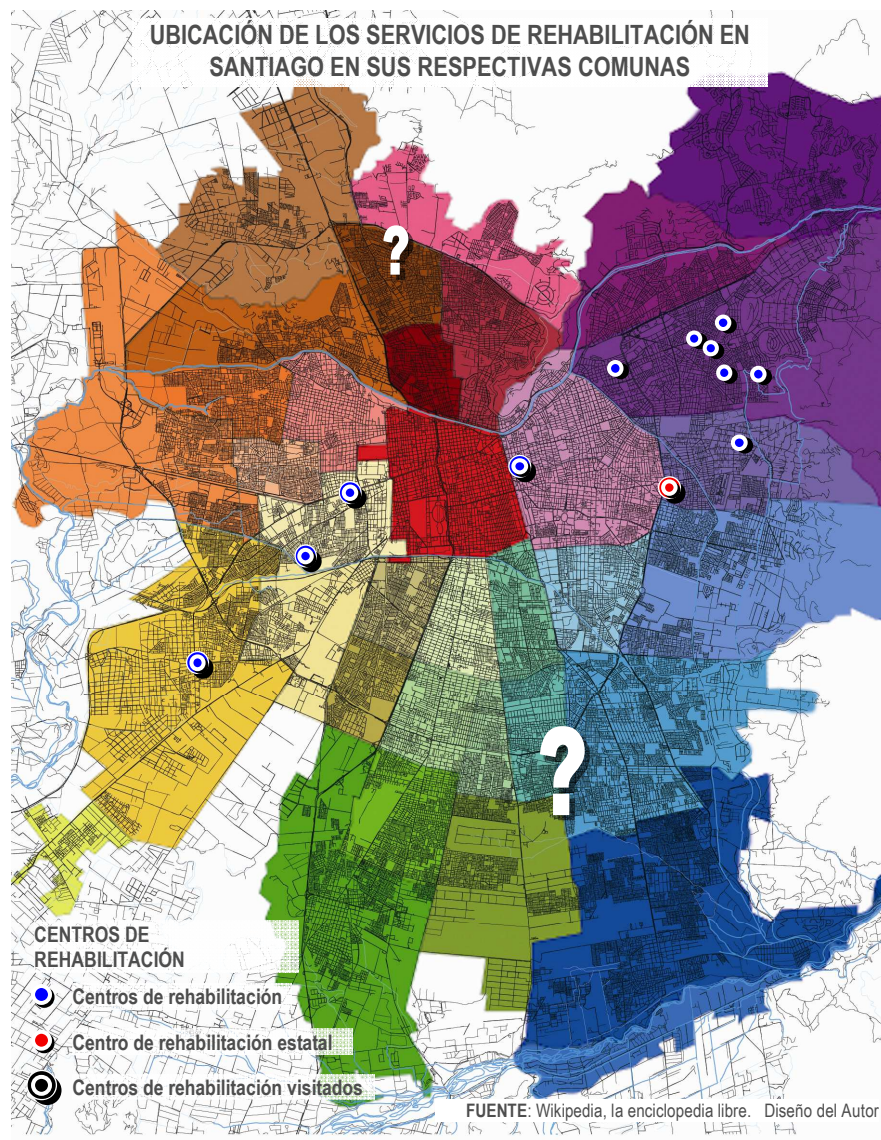 UBICACIÓN DE LOS SERVICIOS DE REHABILITACIÓN EN
SANTIAGO EN SUS RESPECTIVAS COMUNAS
?
?
CENTROS DE
REHABILITACIÓN
Centros de rehabilitación
Centro de rehabilitación estatal
Centros de rehabilitación visitados
FUENTE: Wikipedia, la enciclopedia libre. Diseño del Autor